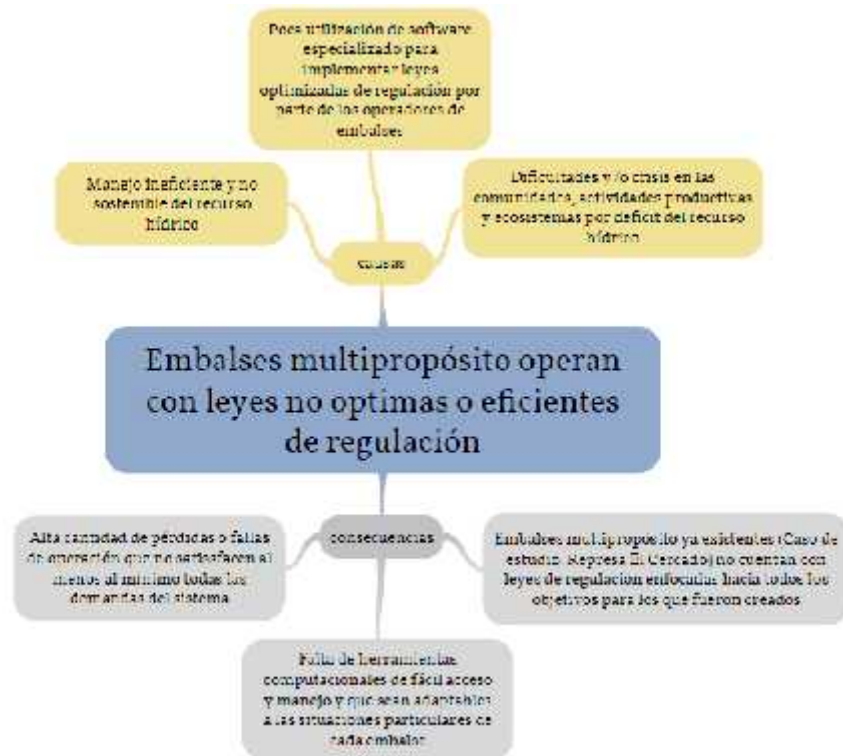 Poca utilización de software
especializado para
implementar leyes
optimizadas de regulación por
parte de los operadores de
embalses
Manejo ineficiente y no
sostenible del recurso
hídrico
Dificultades y/o crisis en las
comunidades, actividades productivas
y ecosistemas por deficit del recurso
hídrico
causas
Embalses multipropósito operan
con leyes no optimas o eficientes
de regulación
consecuencias
Alta cantidad de pérdidas o fallas
de operación que no satisfacen al
menos al mínimo todas las
demandas del sistema
Embalses multipropósito ya existentes (Caso de
estudio: Represa El Cercado) no cuentan con
leyes de regulacion enfocadas hacia todos los
objetivos para los que fueron creados
Falta de herramientas
computacionales de fácil acceso
y manejo y que sean adaptables
a las situaciones particulares de
cada embalse